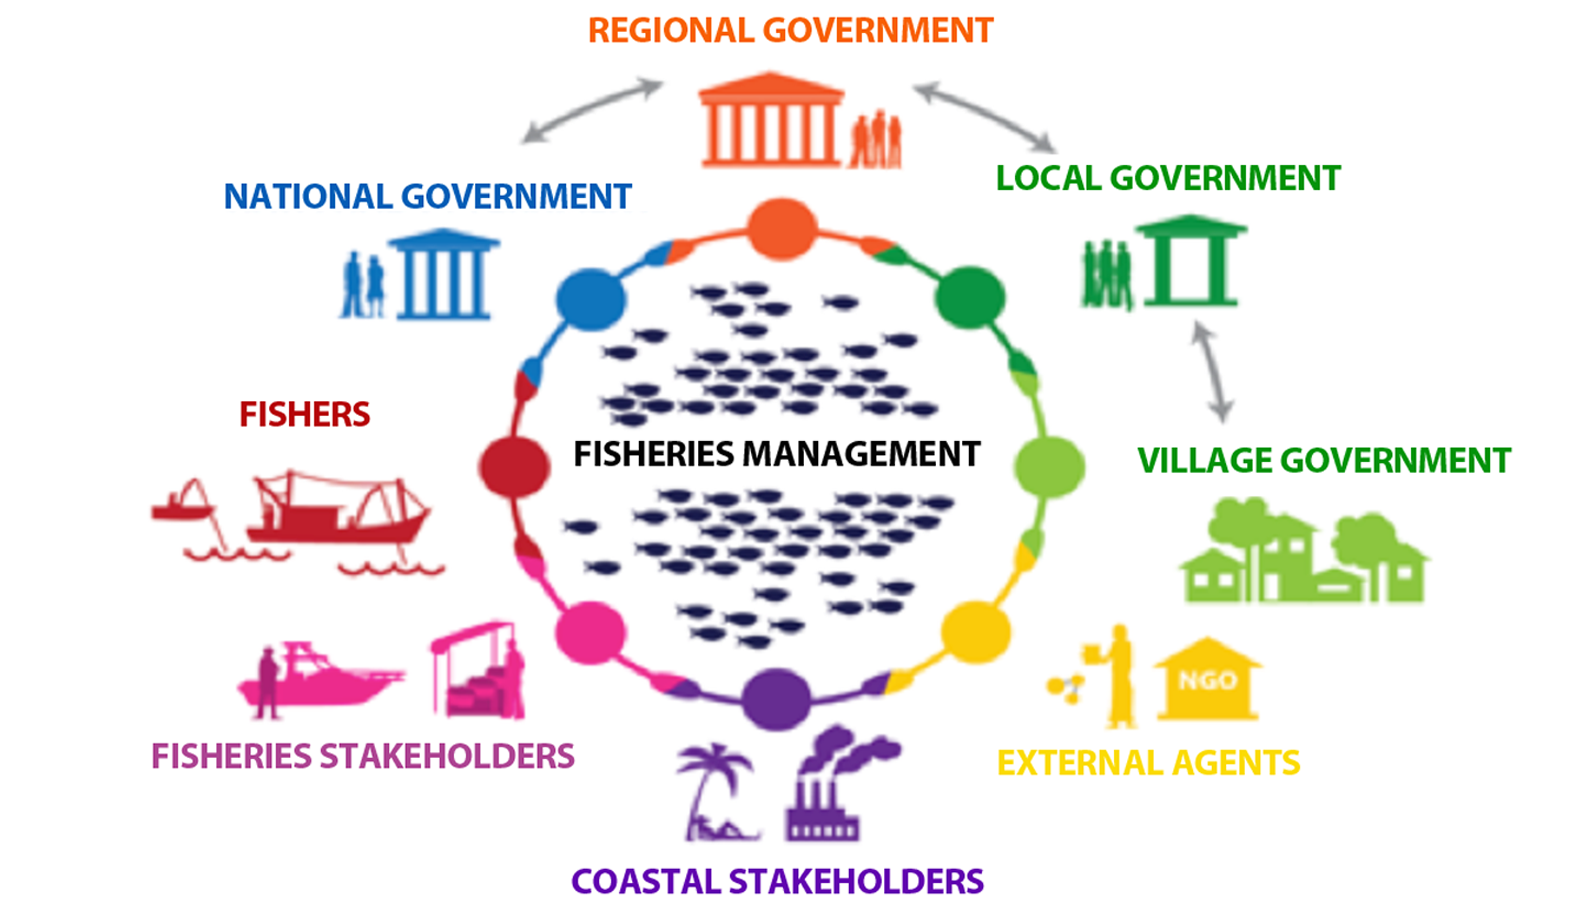 REGIONAL GOVERNMENT
NATIONAL GOVERNMENT
LOCAL GOVERNMENT
FISHERS
FISHERIES MANAGEMENT
VILLAGE GOVERNMENT
NGO
FISHERIES STAKEHOLDERS
EXTERNAL AGENTS
COASTAL STAKEHOLDERS